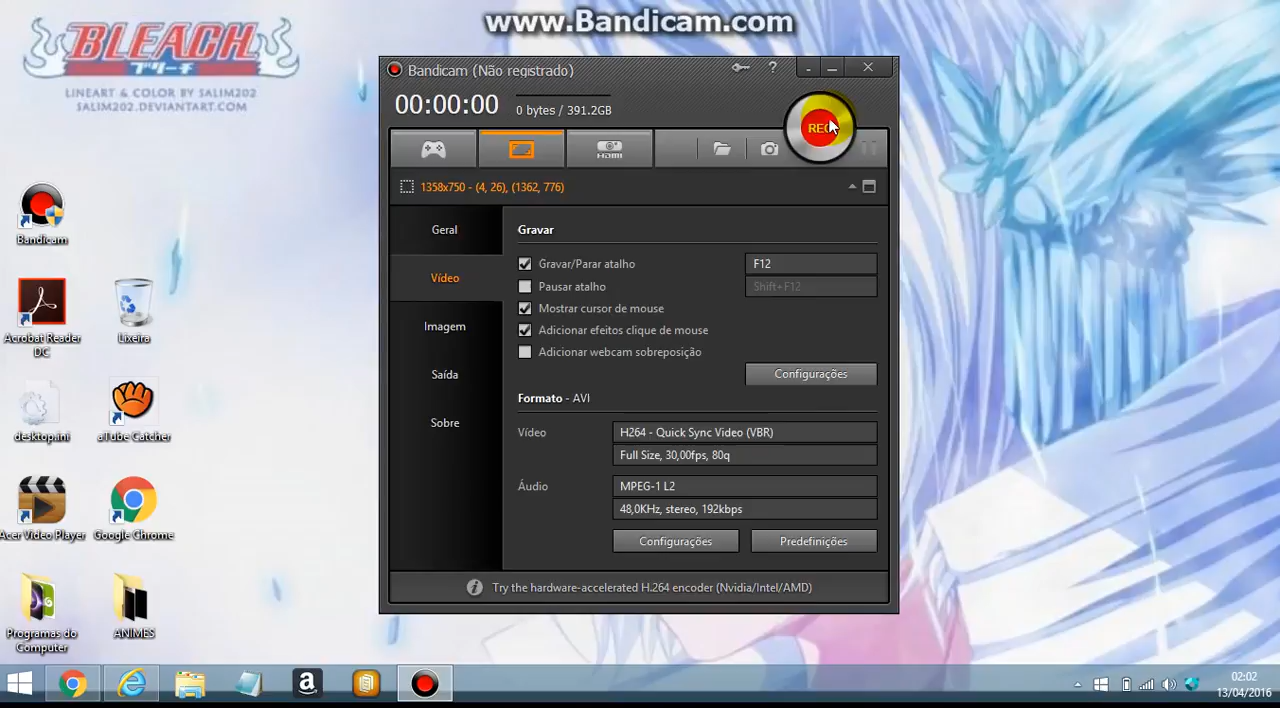 www.Bandicam.com
BLEACH
ブリーチ
LINEART & COLOR BY SALIM202
SALIM202.DEVIANTART.COM
Bandicam (Não registrado)
?
00:00:00
0 bytes / 391.2GB
REC
HDMI
1358x750 - (4, 26), (1362, 776)
Geral
Vídeo
Imagem
Saída
Sobre
Gravar
Gravar/Parar atalho
F12
Pausar atalho
Shift+F12
Mostrar cursor de mouse
Adicionar efeitos clique de mouse
Adicionar webcam sobreposição
Configurações
Formato - AVI
Vídeo
H264 - Quick Sync Video (VBR)
Full Size, 30,00fps, 80q
Áudio
MPEG-1 L2
48,0KHz, stereo, 192kbps
Configurações
Predefinições
Try the hardware-accelerated H.264 encoder (Nvidia/Intel/AMD)
Bandicam
Acrobat Reader
DC
Lixeira
desktop.ini
aTube Catcher
Acer Video Player
Google Chrome
Programas do
Computer
ANIMES
a
02:02
13/04/2016